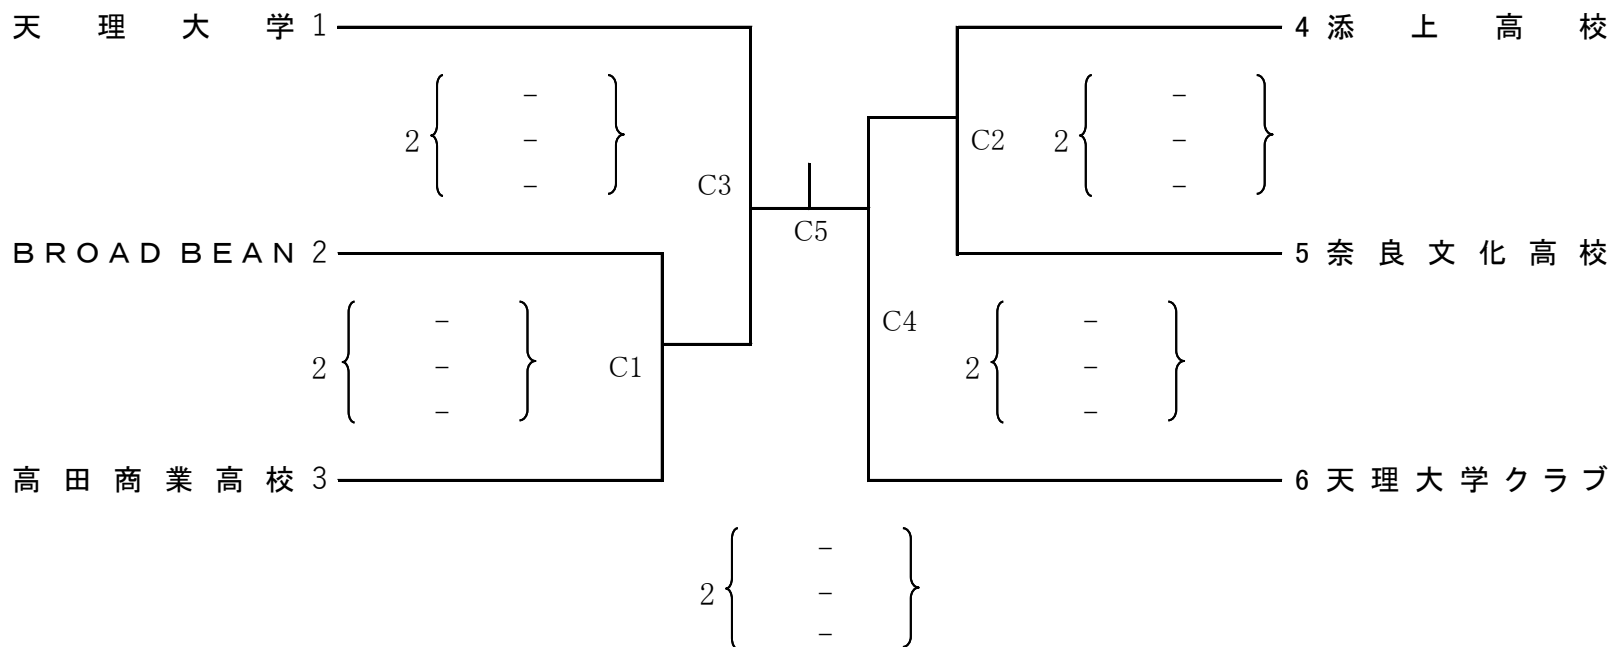 天理大学 1
4 添上高校
-
-
2 - C3
-
C2 2 -
-
C5
BROAD BEAN 2
5 奈良文化高校
-
2 - C1
-
C4
-
2 -
-
高田商業高校 3
6 天理大学クラブ
-
2 -
-